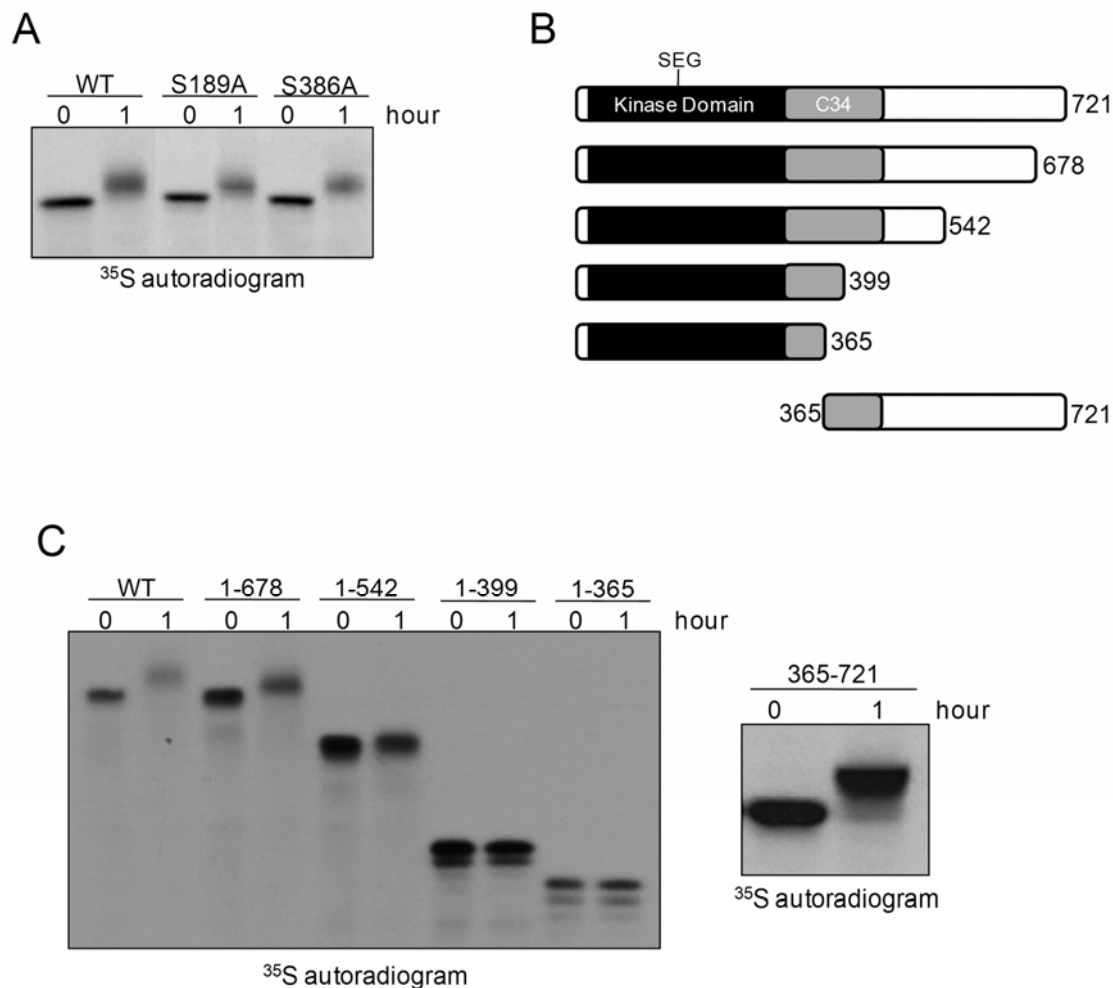 A
WT S189A S386A
0 1 0 1 0 1 hour
35S autoradiogram
B
SEG
Kinase Domain C34 721
678
542
399
365
365 721
C
WT 1-678 1-542 1-399 1-365
0 1 0 1 0 1 0 1 0 1 hour
35S autoradiogram
365-721
0 1 hour
35S autoradiogram